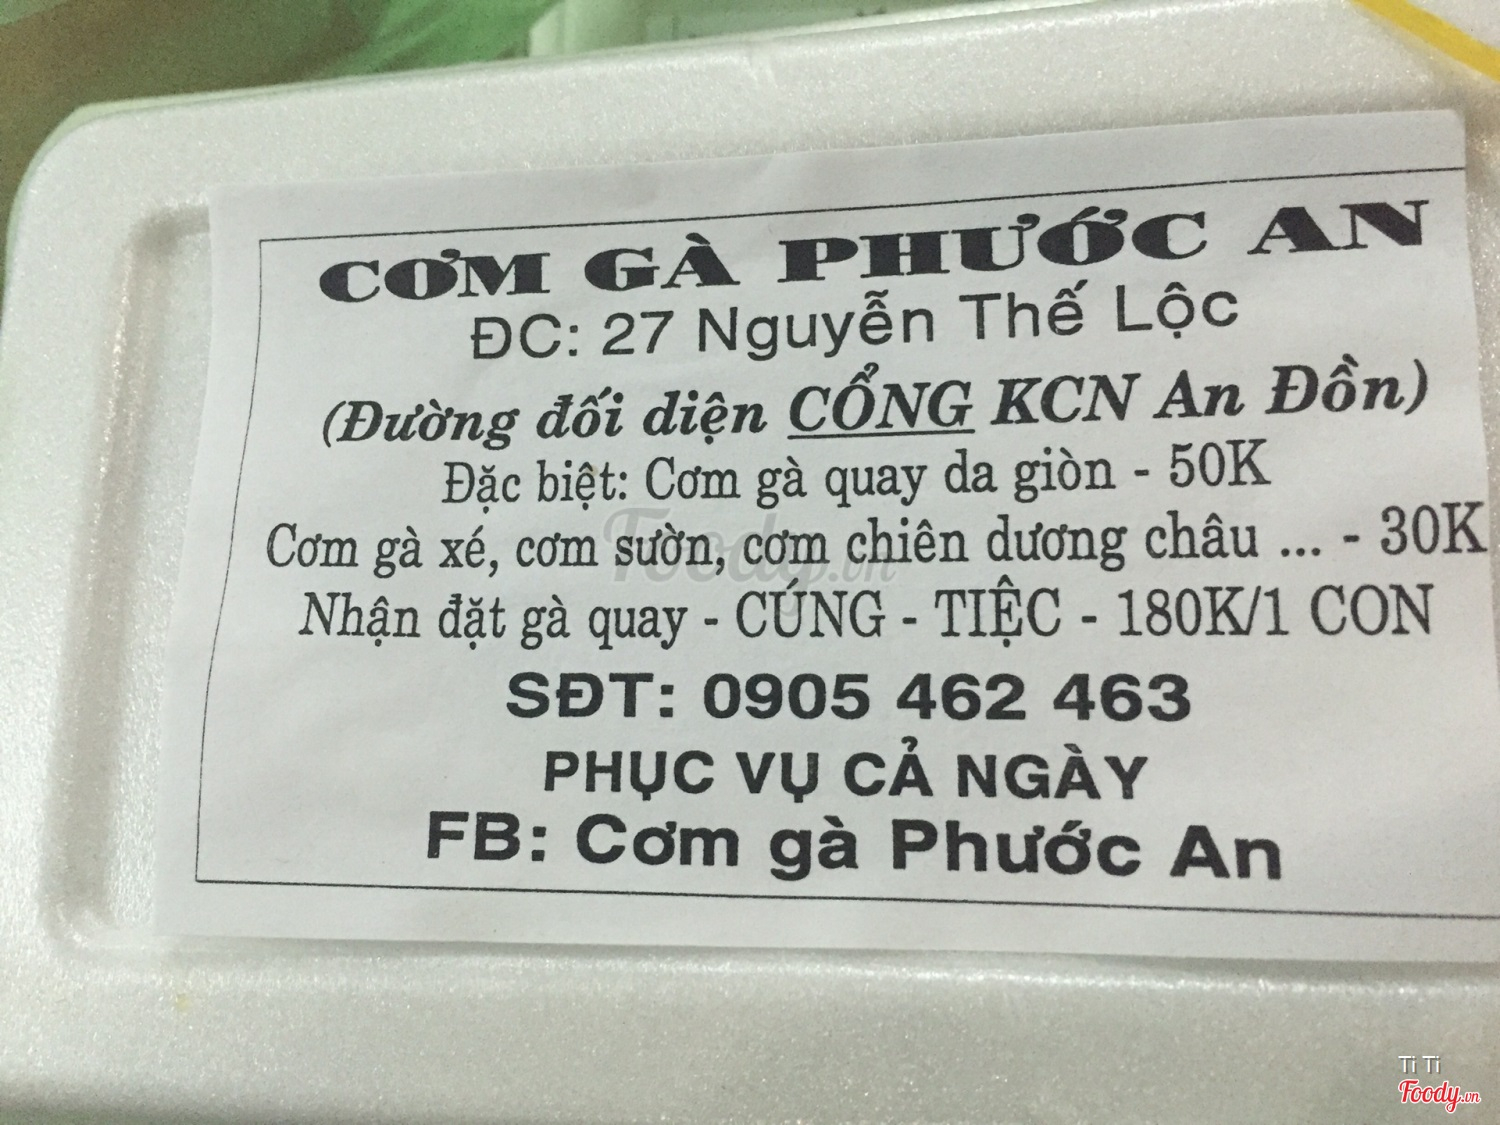 CƠM GÀ PHƯỚC AN
ĐC: 27 Nguyễn Thế Lộc
(Đường đối diện CỔNG KCN An Đồn)
Đặc biệt: Cơm gà quay da giòn - 50K
Cơm gà xé, cơm sườn, cơm chiên dương châu ... - 30K
Foody.vn
Nhận đặt gà quay - CÚNG - TIỆC - 180K/1 CON
SĐT: 0905 462 463
PHỤC VỤ CẢ NGÀY
FB: Cơm gà Phước An
Ti Ti
Foody.vn